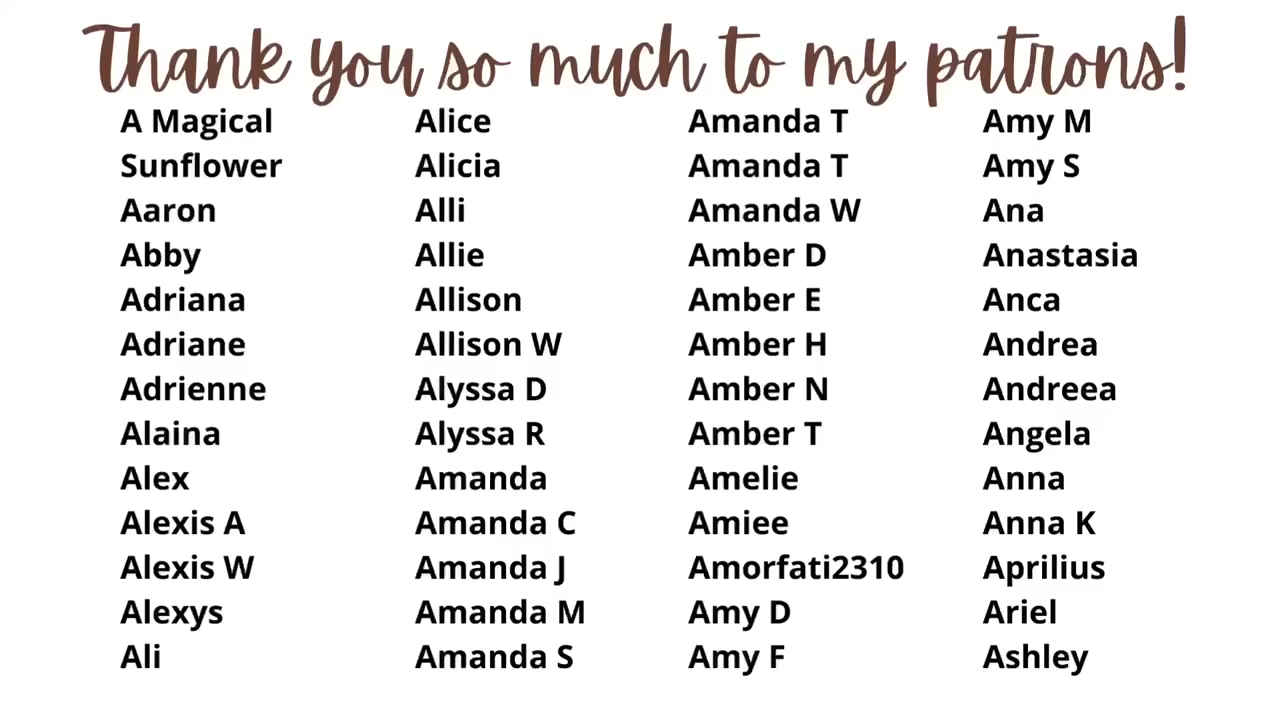 Thank you so much to my patrons!
A Magical
Sunflower
Aaron
Abby
Adriana
Adriane
Adrienne
Alaina
Alex
Alexis A
Alexis W
Alexys
Ali
Alice
Alicia
Alli
Allie
Allison
Allison W
Alyssa D
Alyssa R
Amanda
Amanda C
Amanda J
Amanda M
Amanda S
Amanda T
Amanda T
Amanda W
Amber D
Amber E
Amber H
Amber N
Amber T
Amelie
Amiee
Amorfati2310
Amy D
Amy F
Amy M
Amy S
Ana
Anastasia
Anca
Andrea
Andreea
Angela
Anna
Anna K
Aprilius
Ariel
Ashley